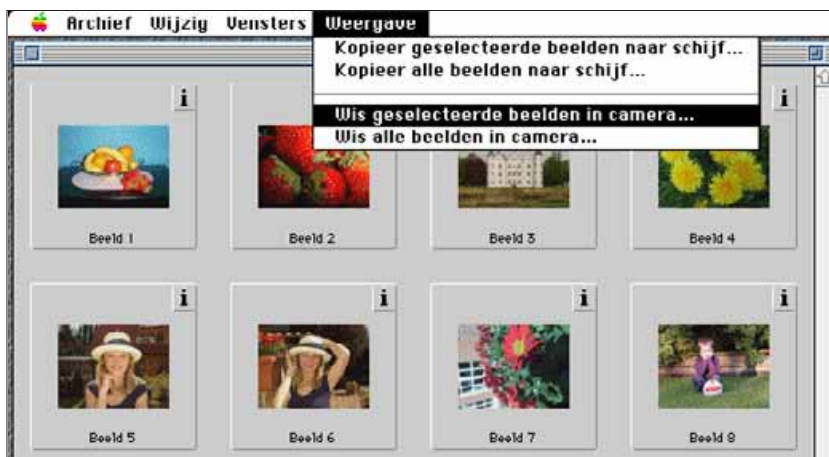 Archief Wijzig Vensters Weergave
Kopieer geselecteerde beelden naar schijf...
Kopieer alle beelden naar schijf...
Wis geselecteerde beelden in camera...
Wis alle beelden in camera...
i
i
Beeld 1
Beeld 2
Beeld 3
Beeld 4
i
i
i
i
Beeld 5
Beeld 6
Beeld 7
Beeld 8